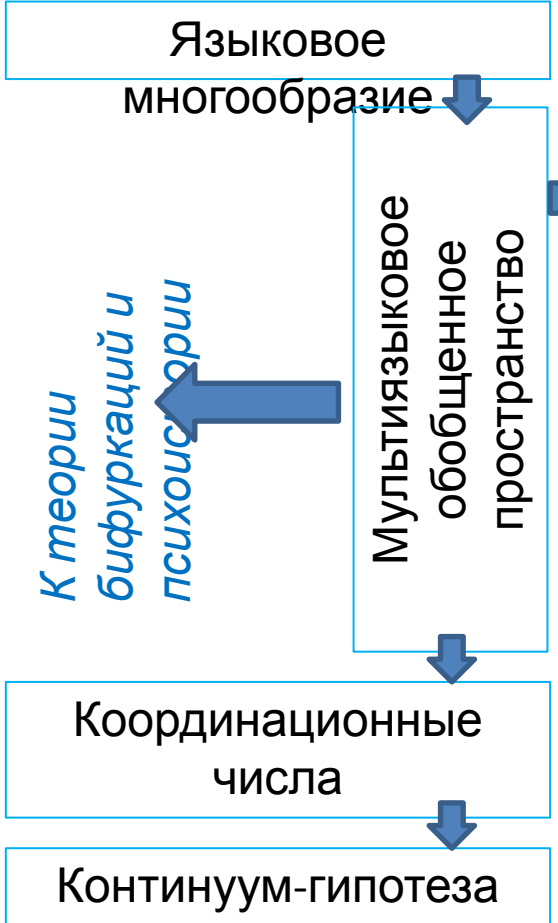 Языковое
многообразие
Мультиязыковое
обобщенное
пространство
К теории
бифуркаций и
Координационные
числа
Континуум-гипотеза